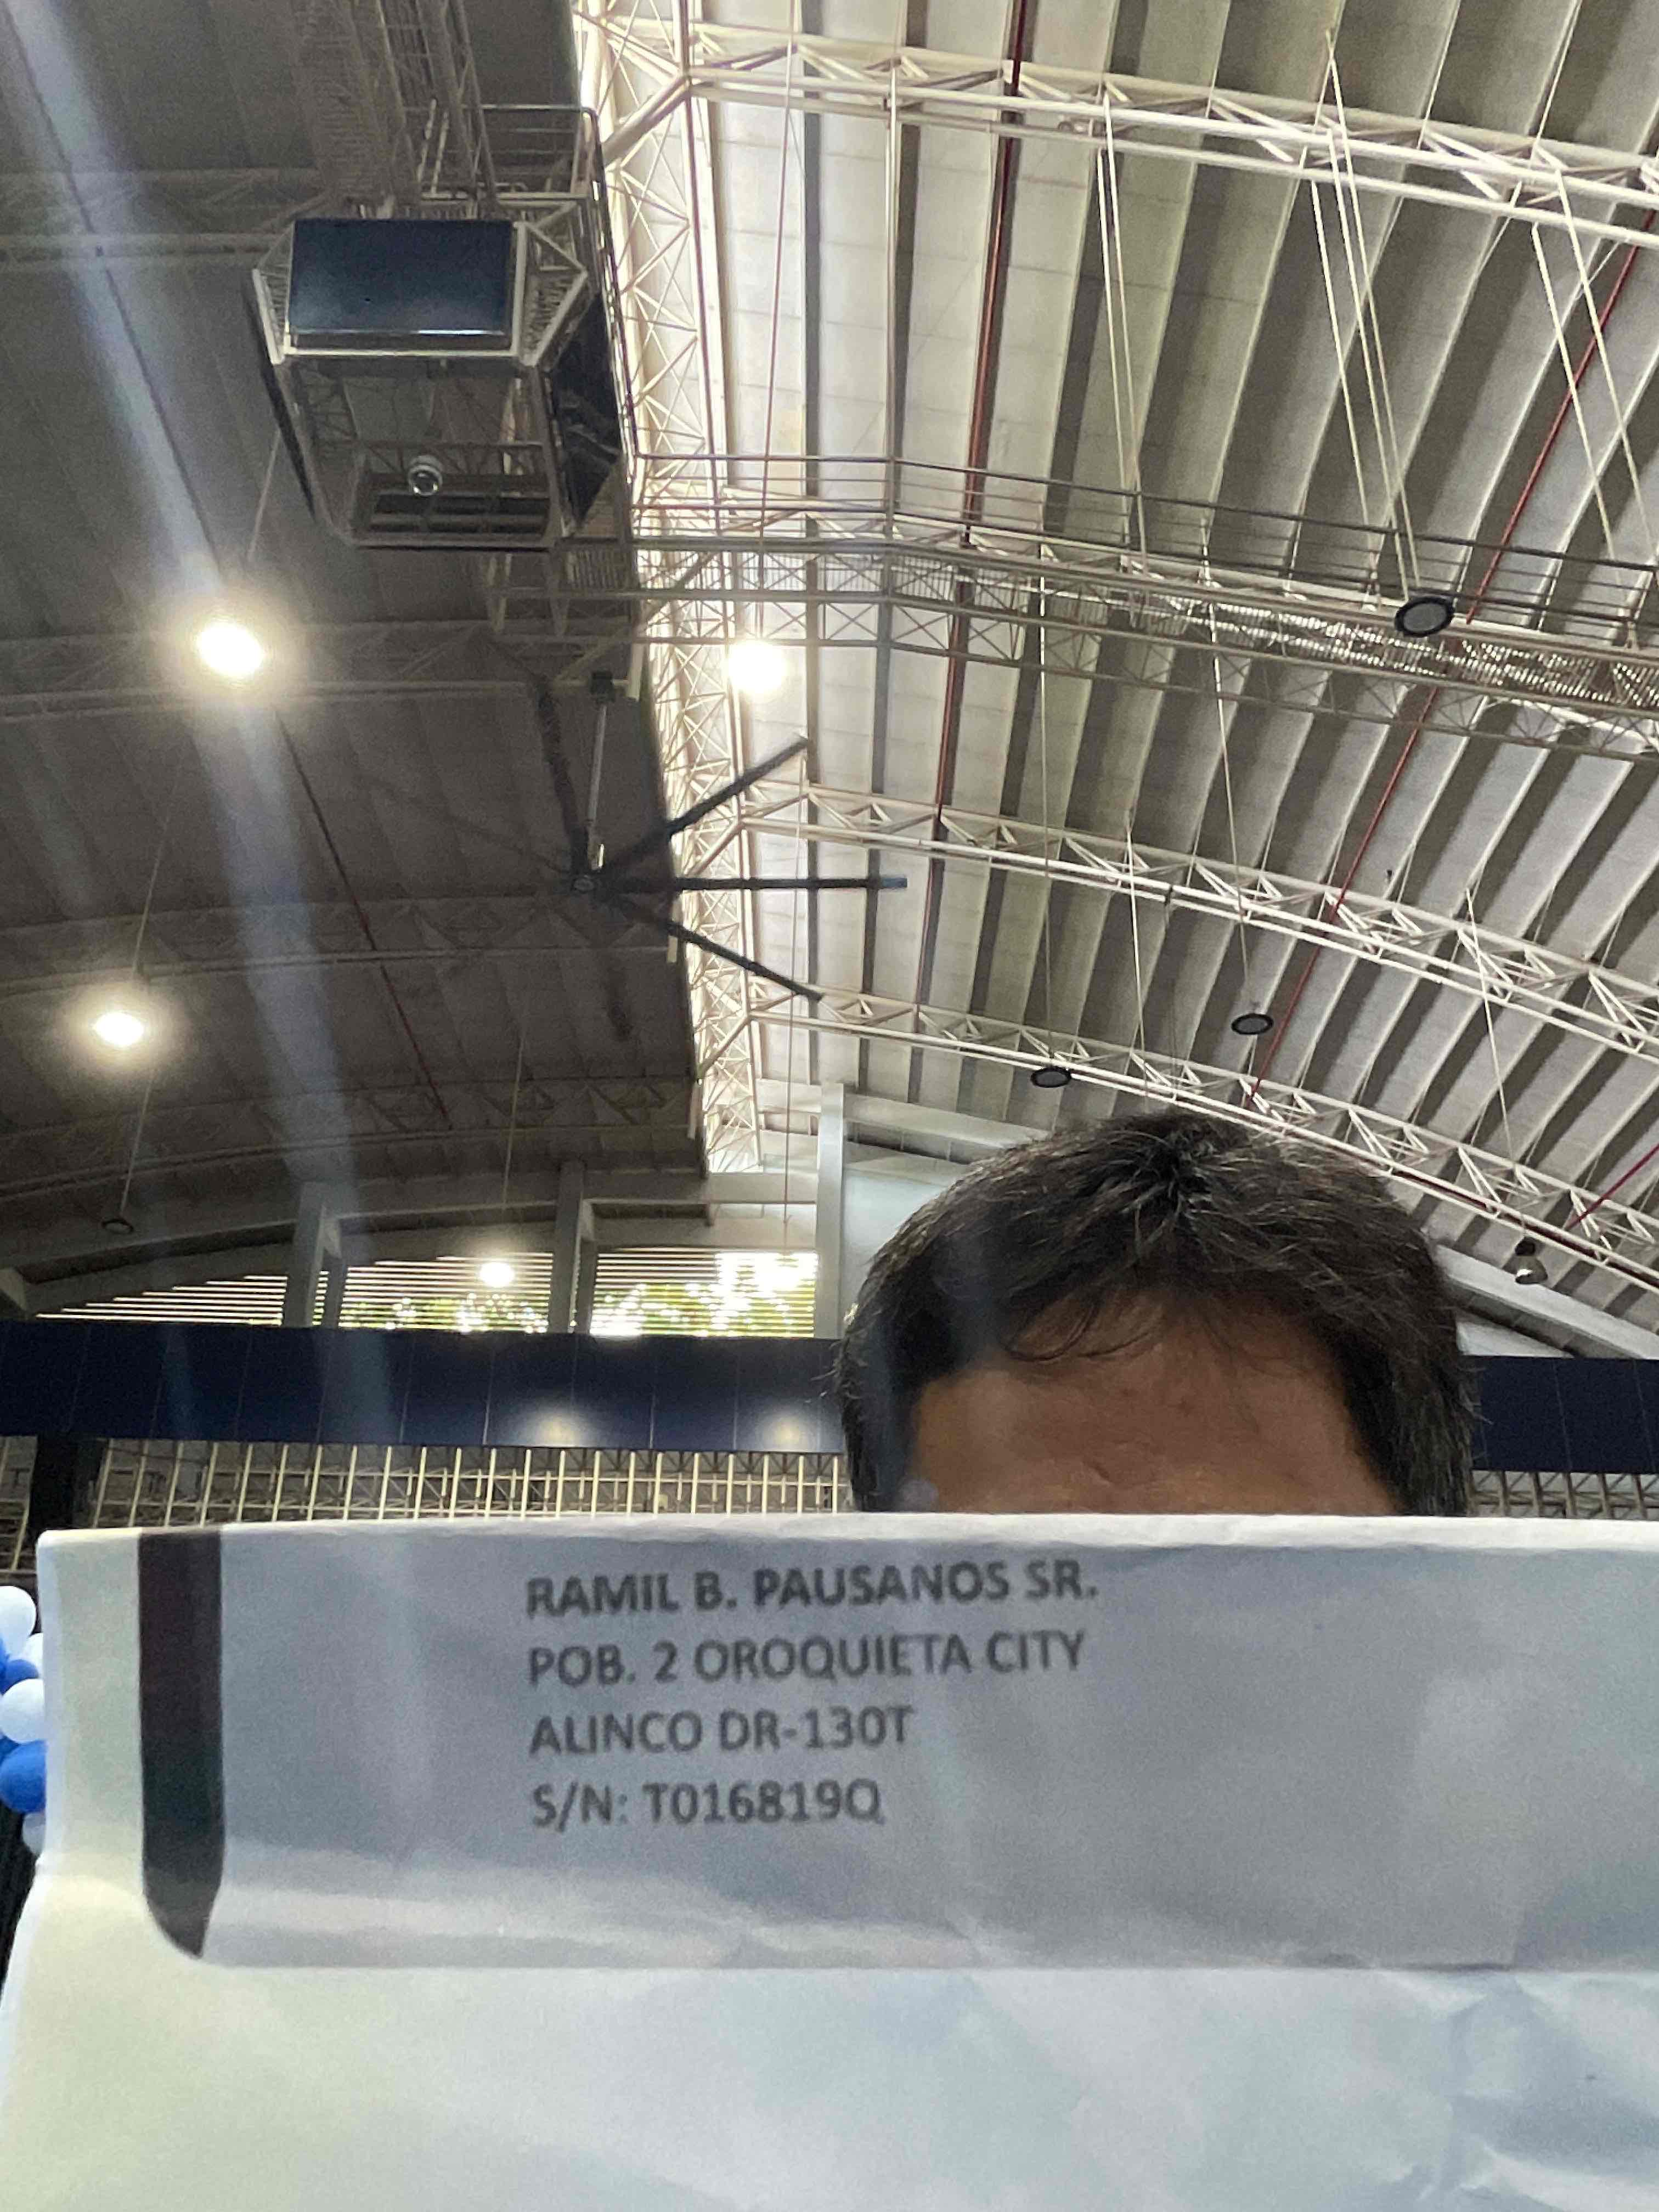 RAMIL B. PAUSANOS SR.
POB. 2 OROQUIETA CITY
ALINCO DR-130T
S/N: T016819Q